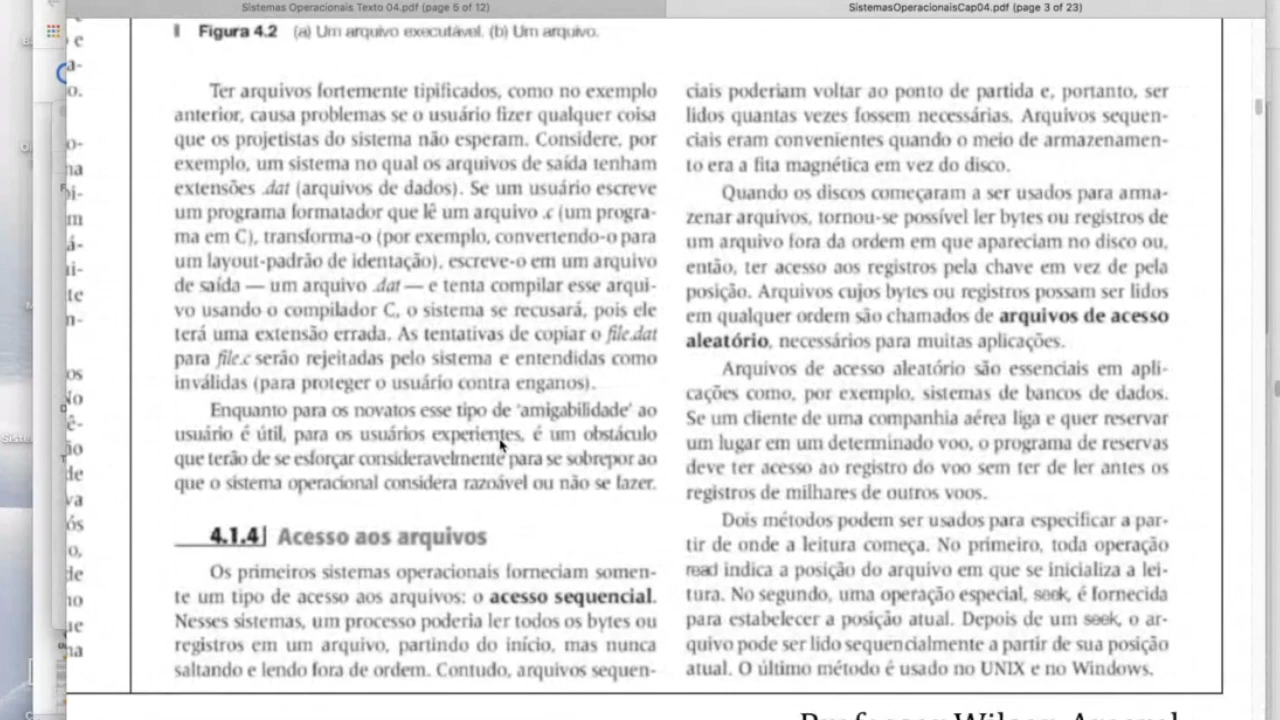 Sistemas Operacionais Texto 04.pdf (page 5 of 12)
SistemasOperacionaisCap04.pdf (page 3 of 23)
Figura 4.2 (a) Um arquivo executável. (b) Um arquivo.
Ter arquivos fortemente tipificados, como no exemplo
anterior, causa problemas se o usuário fizer qualquer coisa
que os projetistas do sistema não esperam. Considere, por
exemplo, um sistema no qual os arquivos de saída tenham
extensões .dat (arquivos de dados). Se um usuário escreve
um programa formatador que lê um arquivo .c (um progra-
ma em C), transforma-o (por exemplo, convertendo-o para
um layout-padrão de identação), escreve-o em um arquivo
de saída — um arquivo .dat — e tenta compilar esse arqui-
vo usando o compilador C, o sistema se recusará, pois ele
terá uma extensão errada. As tentativas de copiar o file.dat
para file.c serão rejeitadas pelo sistema e entendidas como
inválidas (para proteger o usuário contra enganos).
Enquanto para os novatos esse tipo de 'amigabilidade' ao
usuário é útil, para os usuários experientes, é um obstáculo
que terão de se esforçar consideravelmente para se sobrepor ao
que o sistema operacional considera razoável ou não se fazer.
4.1.4 Acesso aos arquivos
Os primeiros sistemas operacionais forneciam somen-
te um tipo de acesso aos arquivos: o acesso sequencial.
Nesses sistemas, um processo poderia ler todos os bytes ou
registros em um arquivo, partindo do início, mas nunca
saltando e lendo fora de ordem. Contudo, arquivos sequen-
ciais poderiam voltar ao ponto de partida e, portanto, ser
lidos quantas vezes fossem necessárias. Arquivos sequen-
ciais eram convenientes quando o meio de armazenamen-
to era a fita magnética em vez do disco.
Quando os discos começaram a ser usados para arma-
zenar arquivos, tornou-se possível ler bytes ou registros de
um arquivo fora da ordem em que apareciam no disco ou,
então, ter acesso aos registros pela chave em vez de pela
posição. Arquivos cujos bytes ou registros possam ser lidos
em qualquer ordem são chamados de arquivos de acesso
aleatório, necessários para muitas aplicações.
Arquivos de acesso aleatório são essenciais em apli-
cações como, por exemplo, sistemas de bancos de dados.
Se um cliente de uma companhia aérea liga e quer reservar
um lugar em um determinado voo, o programa de reservas
deve ter acesso ao registro do voo sem ter de ler antes os
registros de milhares de outros voos.
Dois métodos podem ser usados para especificar a par-
tir de onde a leitura começa. No primeiro, toda operação
read indica a posição do arquivo em que se inicializa a lei-
tura. No segundo, uma operação especial, seek, é fornecida
para estabelecer a posição atual. Depois de um seek, o ar-
quivo pode ser lido sequencialmente a partir de sua posição
atual. O último método é usado no UNIX e no Windows.